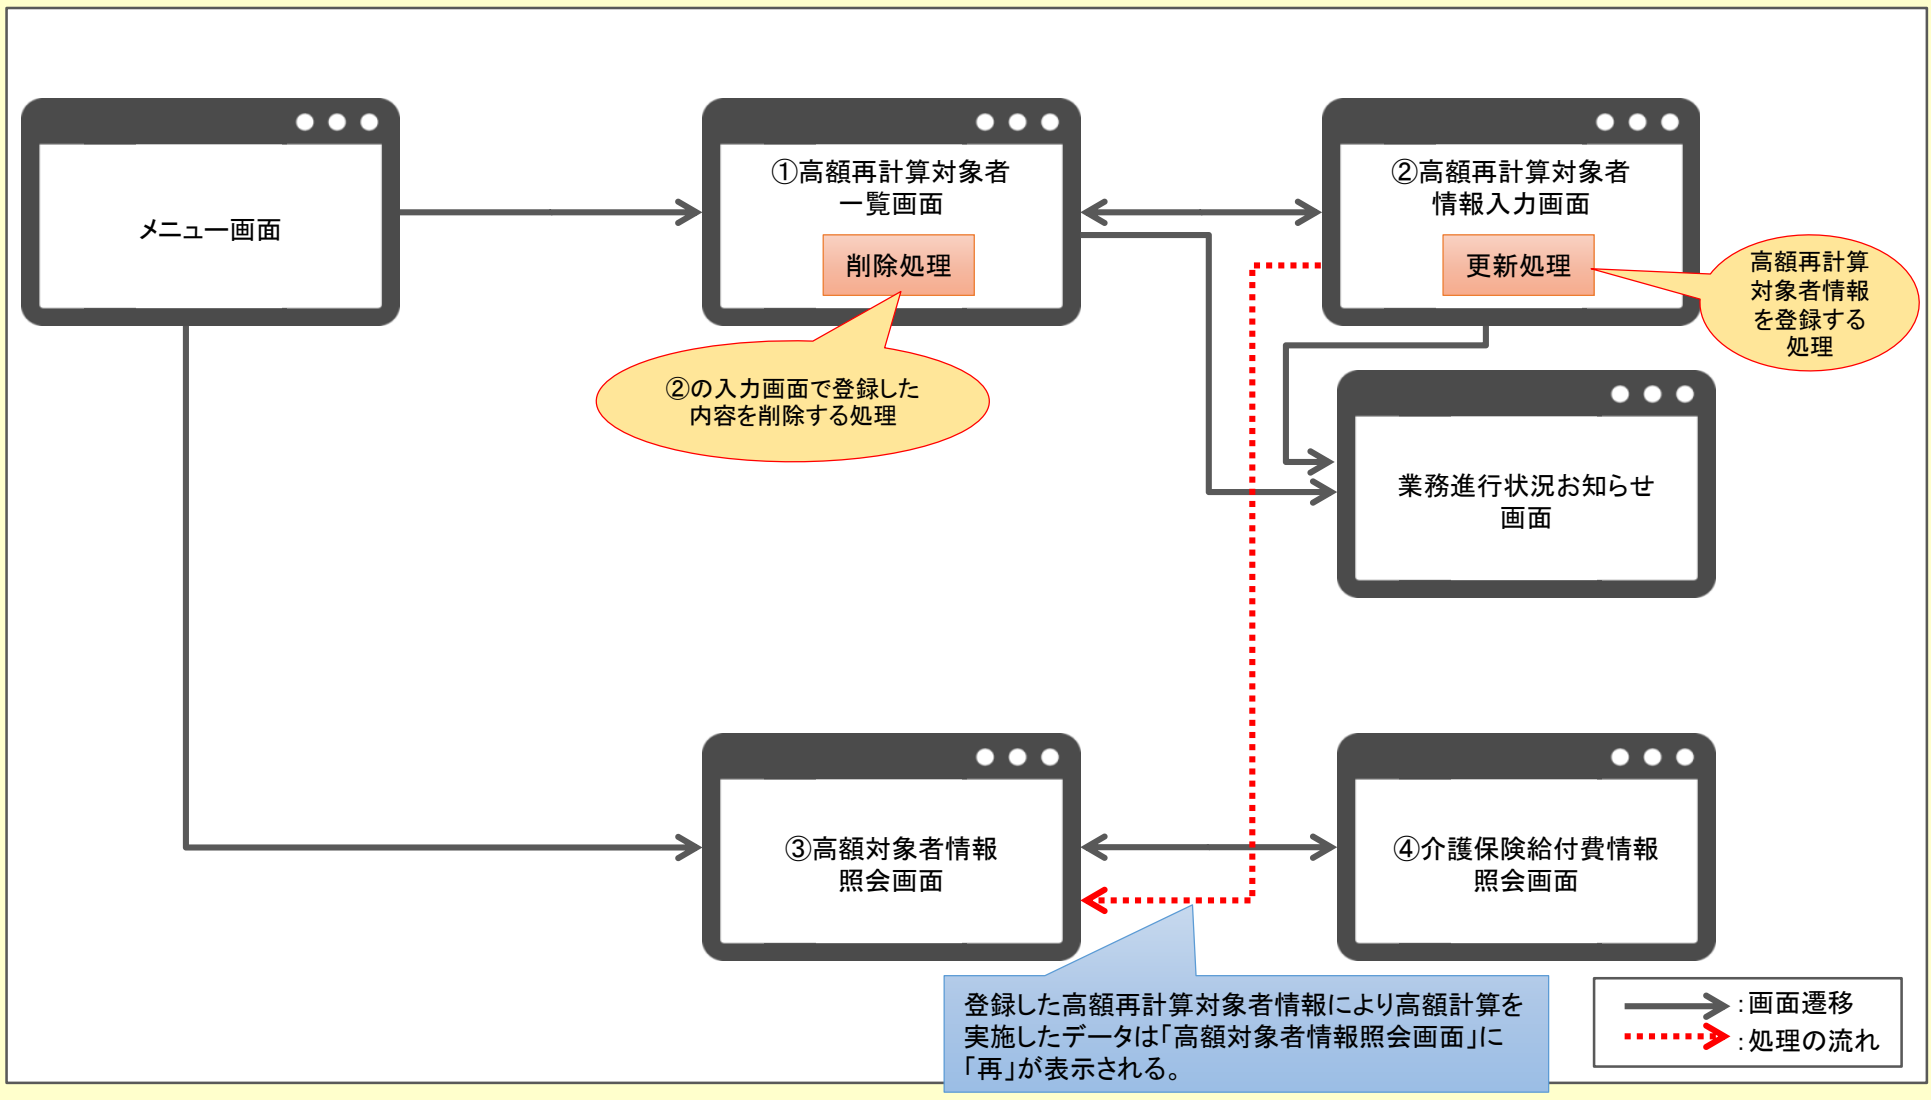 メニュー画面
①高額再計算対象者
一覧画面
削除処理
②の入力画面で登録した
内容を削除する処理
②高額再計算対象者
情報入力画面
更新処理
高額再計算
対象者情報
を登録する
処理
業務進行状況お知らせ
画面
③高額対象者情報
照会画面
④介護保険給付費情報
照会画面
登録した高額再計算対象者情報により高額計算を
実施したデータは「高額対象者情報照会画面」に
「再」が表示される。
：画面遷移
：処理の流れ